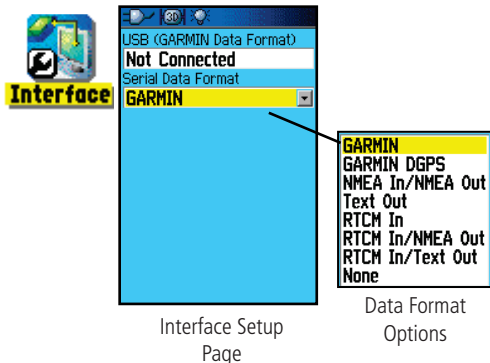 Interface
3D
USB (GARMIN Data Format)
Not Connected
Serial Data Format
GARMIN
GARMIN
GARMIN DGPS
NMEA In/NMEA Out
Text Out
RTCM In
RTCM In/NMEA Out
RTCM In/Text Out
None
Interface Setup
Page
Data Format
Options